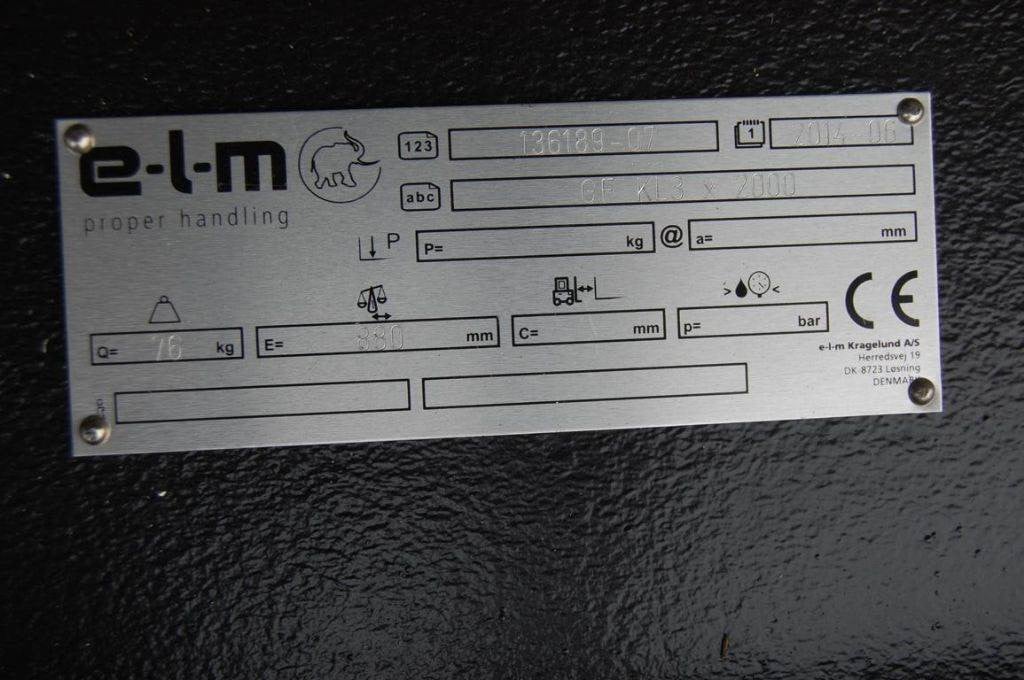 e-l-m
proper handling
123 136189-07 1 2014-06
abc GF KL3 x 2000
P P= kg @ a= mm
Q= 76 kg E= 880 mm C= mm p= bar
CE
e-l-m Kragelund A/S
Herredsvej 19
DK-8723 Løsning
DENMARK